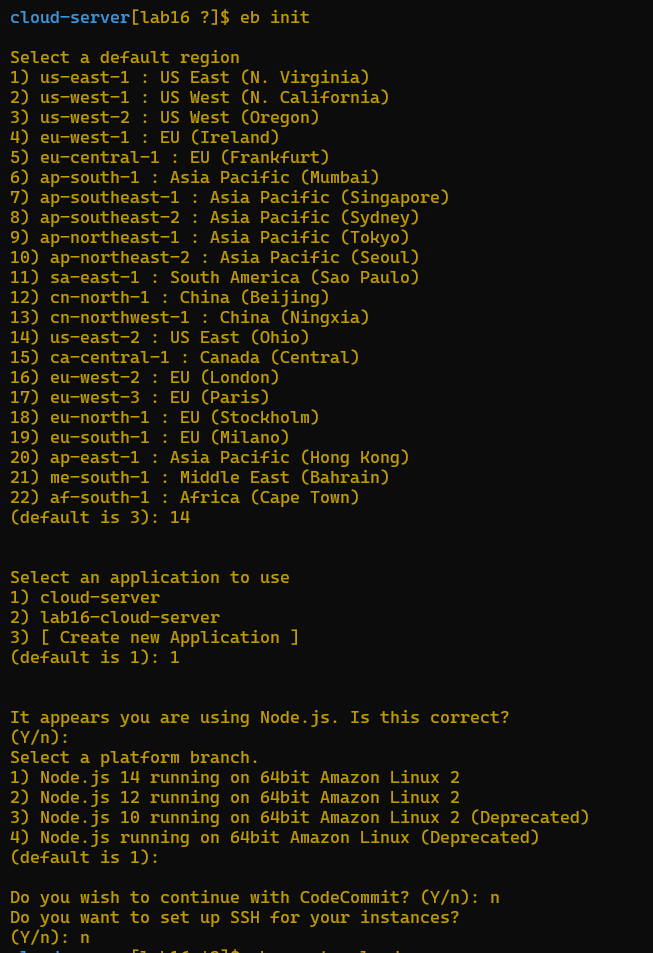 cloud-server[lab16 ?]$ eb init
Select a default region
1) us-east-1 : US East (N. Virginia)
2) us-west-1 : US West (N. California)
3) us-west-2 : US West (Oregon)
4) eu-west-1 : EU (Ireland)
5) eu-central-1 : EU (Frankfurt)
6) ap-south-1 : Asia Pacific (Mumbai)
7) ap-southeast-1 : Asia Pacific (Singapore)
8) ap-southeast-2 : Asia Pacific (Sydney)
9) ap-northeast-1 : Asia Pacific (Tokyo)
10) ap-northeast-2 : Asia Pacific (Seoul)
11) sa-east-1 : South America (Sao Paulo)
12) cn-north-1 : China (Beijing)
13) cn-northwest-1 : China (Ningxia)
14) us-east-2 : US East (Ohio)
15) ca-central-1 : Canada (Central)
16) eu-west-2 : EU (London)
17) eu-west-3 : EU (Paris)
18) eu-north-1 : EU (Stockholm)
19) eu-south-1 : EU (Milano)
20) ap-east-1 : Asia Pacific (Hong Kong)
21) me-south-1 : Middle East (Bahrain)
22) af-south-1 : Africa (Cape Town)
(default is 3): 14
Select an application to use
1) cloud-server
2) lab16-cloud-server
3) [ Create new Application ]
(default is 1): 1
It appears you are using Node.js. Is this correct?
(Y/n):
Select a platform branch.
1) Node.js 14 running on 64bit Amazon Linux 2
2) Node.js 12 running on 64bit Amazon Linux 2
3) Node.js 10 running on 64bit Amazon Linux 2 (Deprecated)
4) Node.js running on 64bit Amazon Linux (Deprecated)
(default is 1):
Do you wish to continue with CodeCommit? (Y/n): n
Do you want to set up SSH for your instances?
(Y/n): n